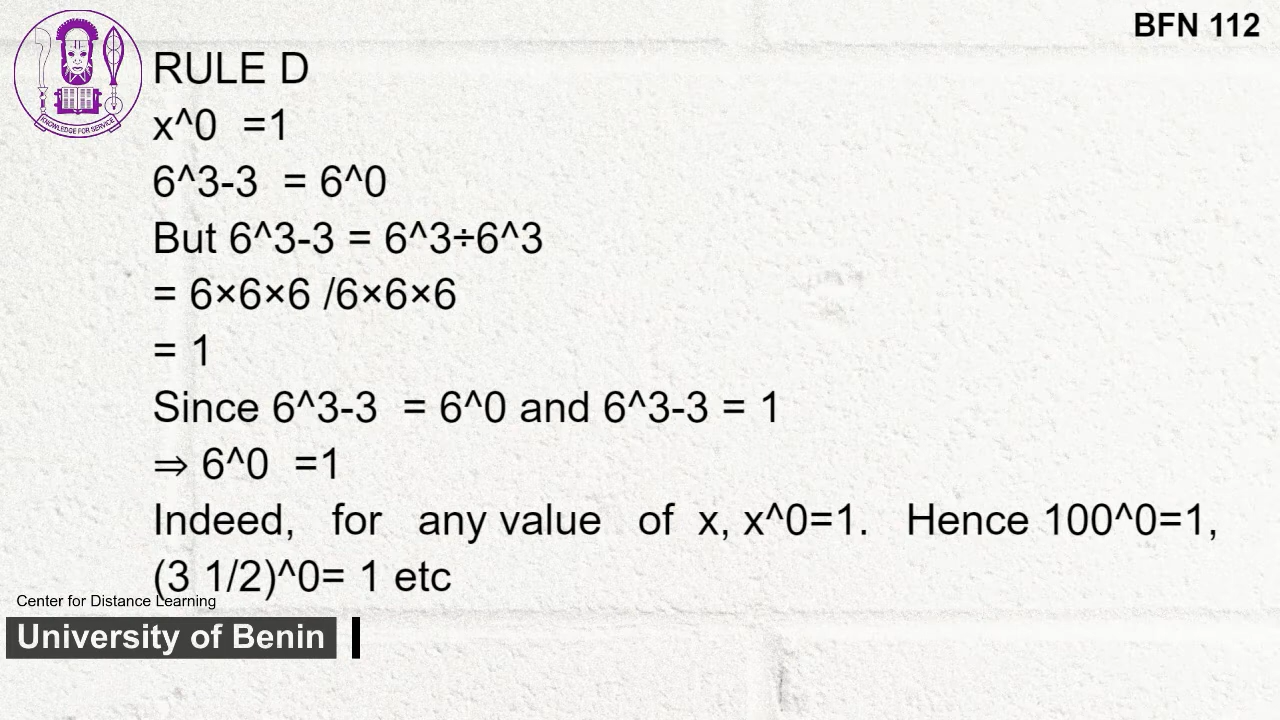 BFN 112
KNOWLEDGE FOR SERVICE
RULE D
x^0 =1
6^3-3 = 6^0
But 6^3-3 = 6^3÷6^3
= 6×6×6 /6×6×6
= 1
Since 6^3-3 = 6^0 and 6^3-3 = 1
⇒ 6^0 =1
Indeed, for any value of x, x^0=1. Hence 100^0=1,
(3 1/2)^0= 1 etc
Center for Distance Learning
University of Benin